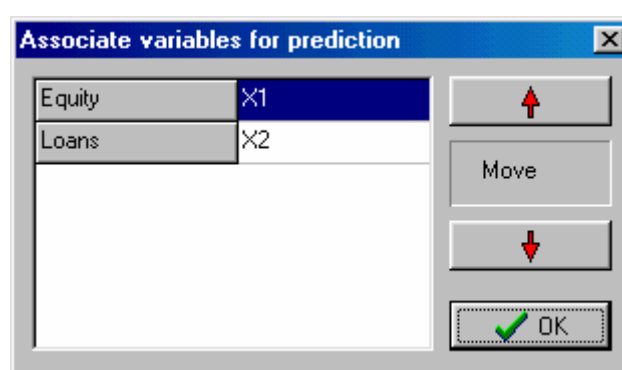 Associate variables for prediction
Equity X1
Loans X2
Move
OK